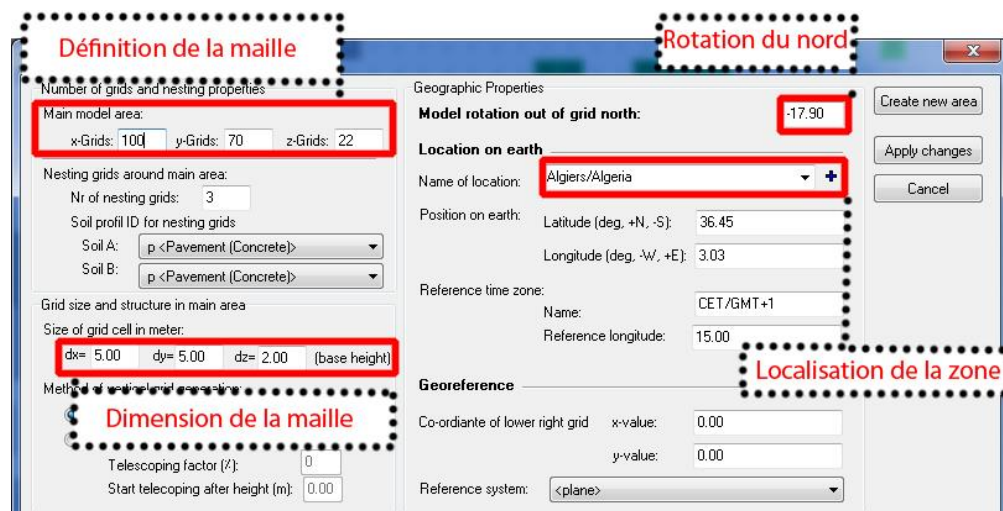 Définition de la maille
Rotation du nord
Number of grids and nesting properties
Main model area:
x-Grids: 100 y-Grids: 70 z-Grids: 22
Nesting grids around main area:
Nr of nesting grids: 3
Soil profil ID for nesting grids
Soil A: p <Pavement (Concrete)>
Soil B: p <Pavement (Concrete)>
Grid size and structure in main area
Size of grid cell in meter:
dx= 5.00 dy= 5.00 dz= 2.00 (base height)
Method of vertical grid generation:
Dimension de la maille
Telescoping factor (%): 0
Start telecoping after height (m): 0.00
Geographic Properties
Model rotation out of grid north: -17.90
Location on earth
Name of location: Algiers/Algeria
Position on earth: Latitude (deg, +N, -S): 36.45
Longitude (deg, -W, +E): 3.03
Reference time zone:
Name: CET/GMT+1
Reference longitude: 15.00
Localisation de la zone
Georeference
Co-ordiante of lower right grid x-value: 0.00
y-value: 0.00
Reference system: <plane>
Create new area
Apply changes
Cancel